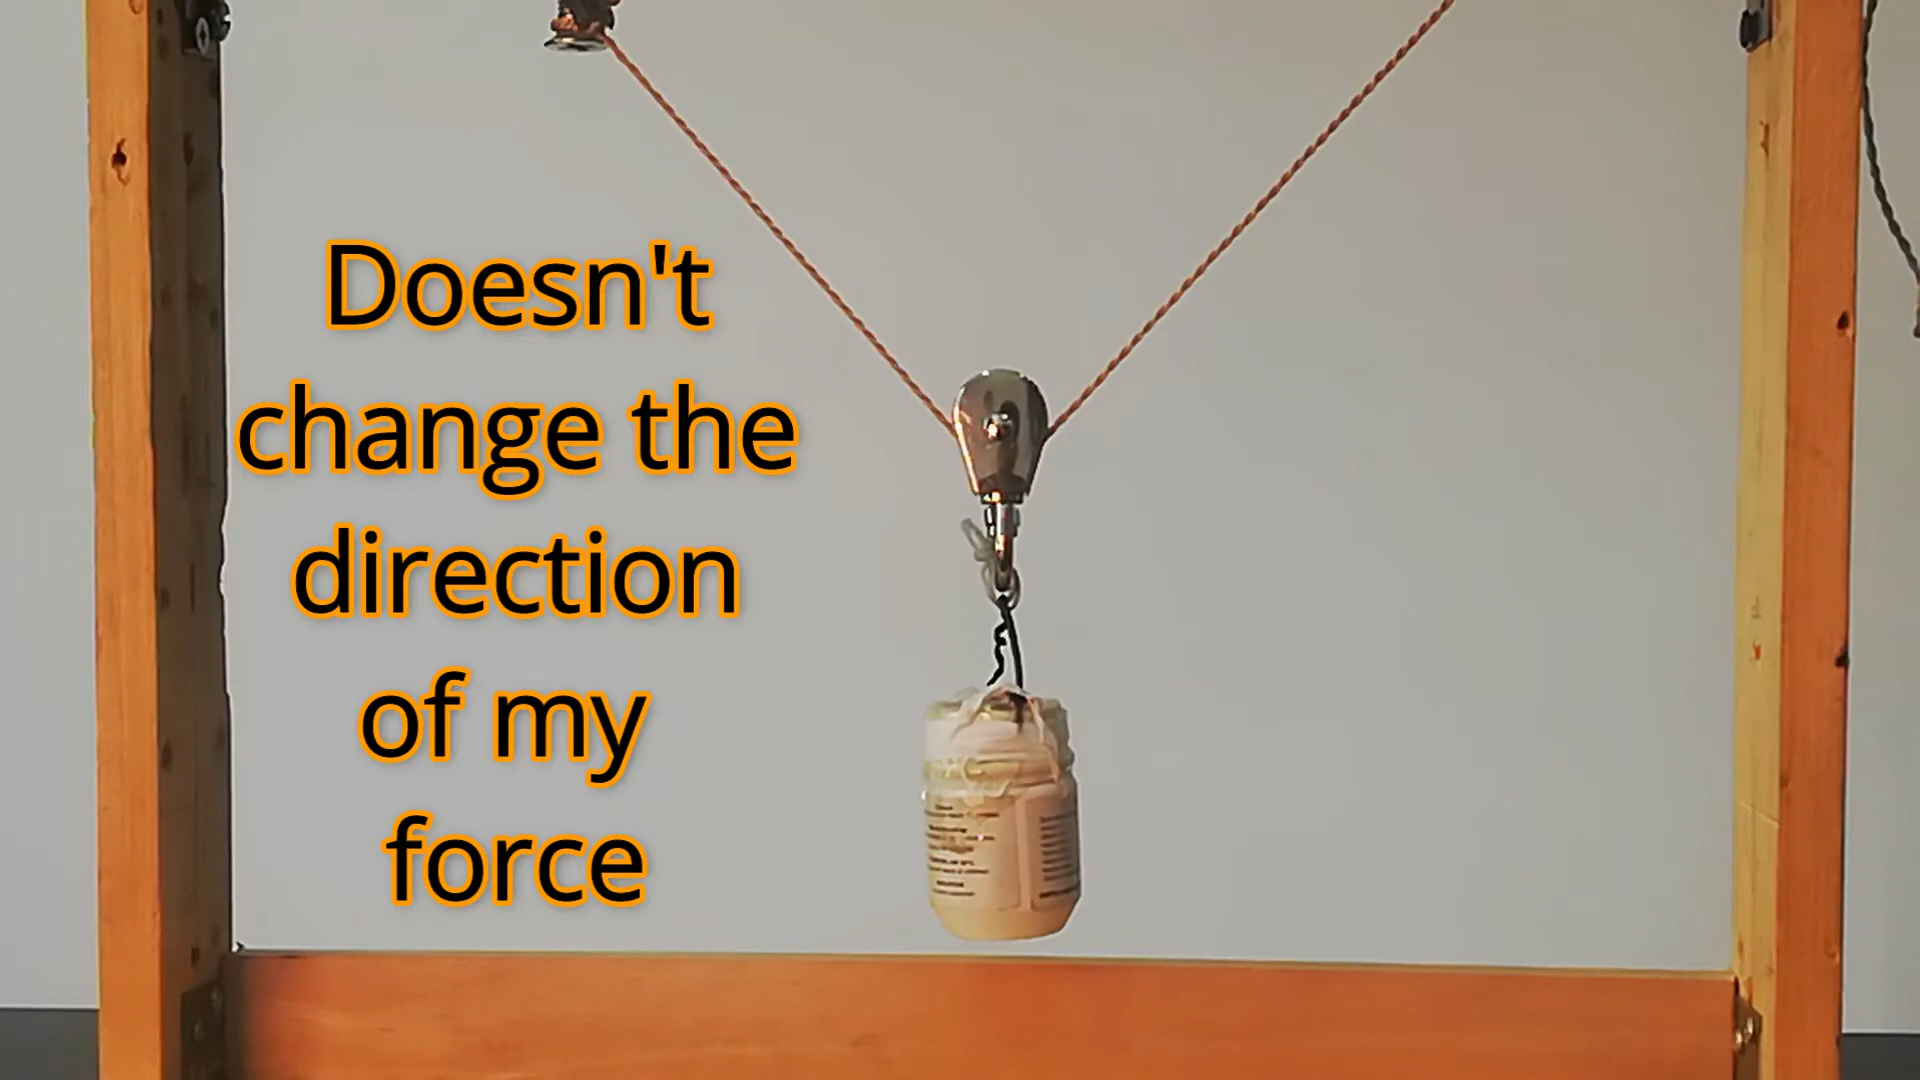 Doesn't
change the
direction
of my
force